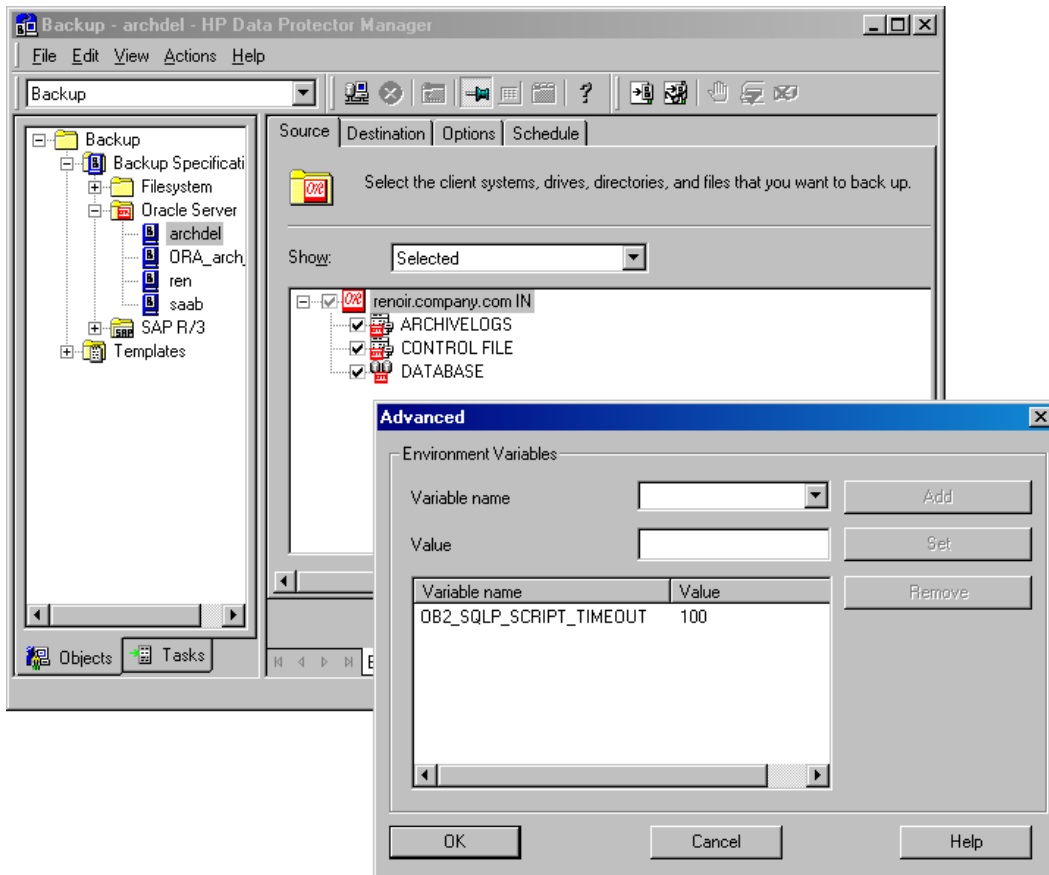 Backup - archdel - HP Data Protector Manager
File Edit View Actions Help
Backup
Backup
Backup Specificati
Filesystem
Oracle Server
archdel
ORA_arch_
ren
saab
SAP R/3
Templates
Objects
Tasks
Source Destination Options Schedule
Select the client systems, drives, directories, and files that you want to back up.
Show: Selected
renoir.company.com IN
ARCHIVELOGS
CONTROL FILE
DATABASE
Advanced
Environment Variables
Variable name
Add
Value
Set
Variable name Value
Remove
OB2_SQLP_SCRIPT_TIMEOUT 100
OK Cancel Help